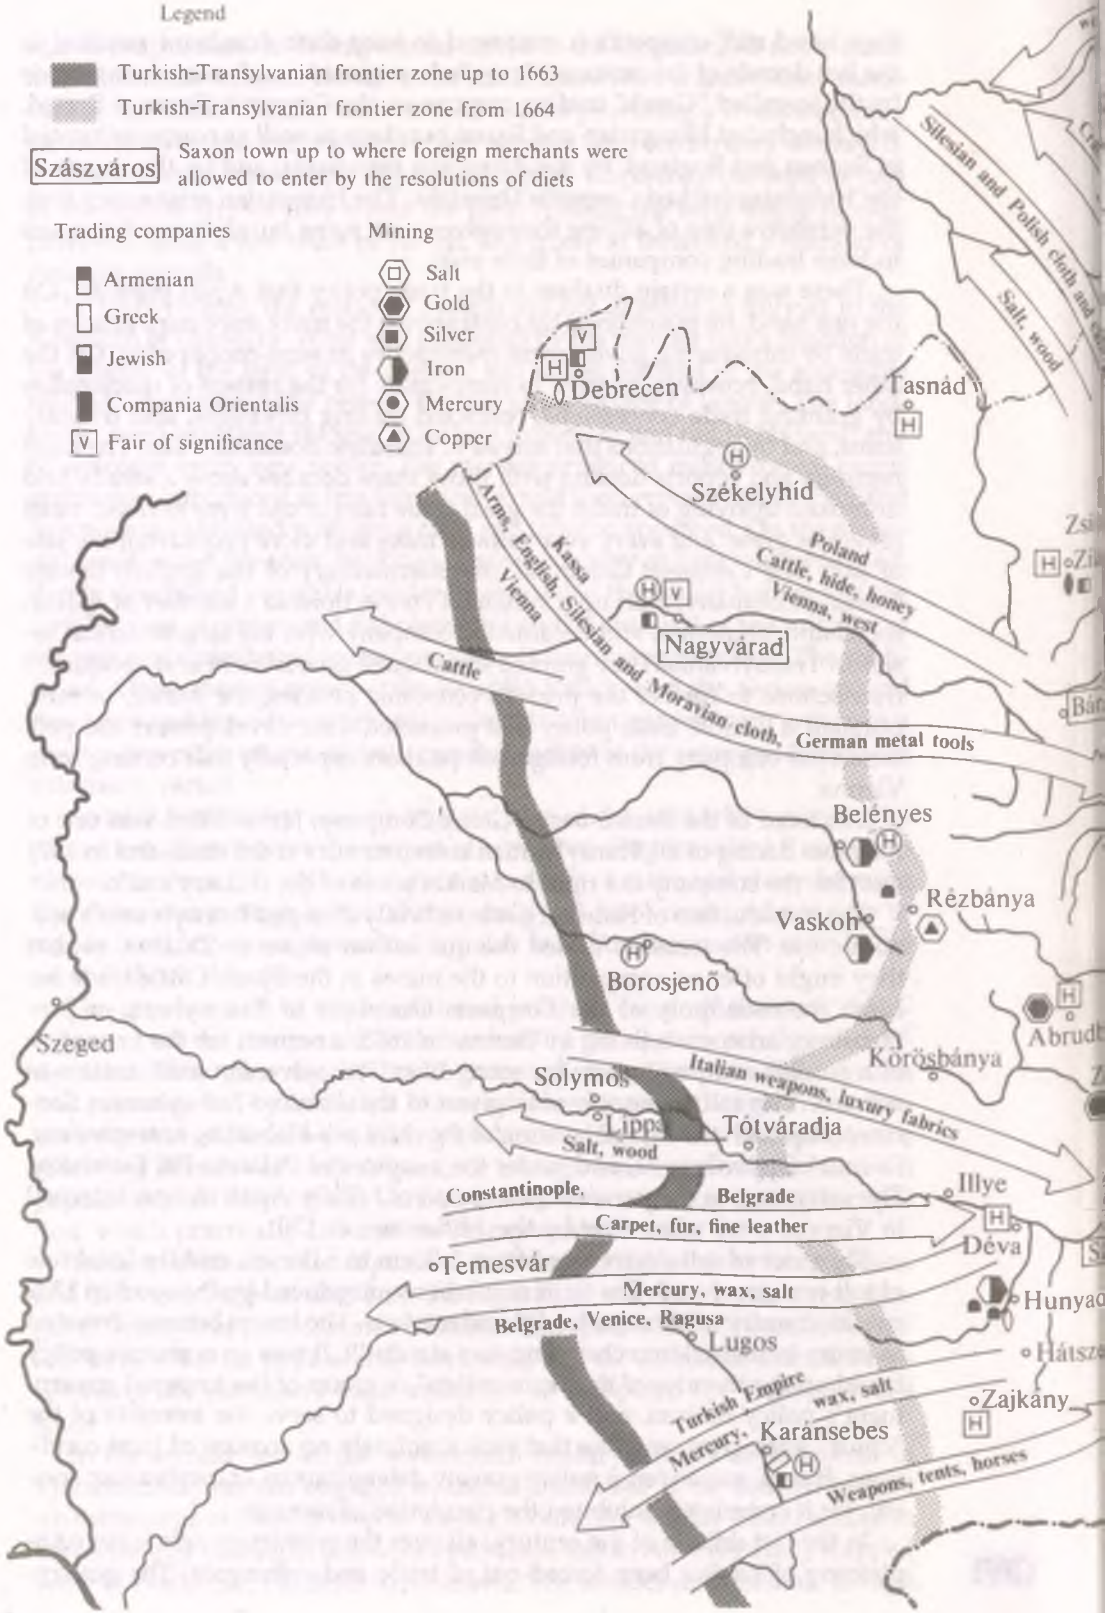 Legend
Turkish-Transylvanian frontier zone up to 1663
Turkish-Transylvanian frontier zone from 1664
Szászváros
Saxon town up to where foreign merchants were
allowed to enter by the resolutions of diets
Trading companies
Armenian
Greek
Jewish
Compania Orientalis
V Fair of significance
Mining
Salt
Gold
Silver
Iron
Mercury
Copper
Silesian and Polish cloth and
Salt, wood
V
H
Debrecen
Tasnád
H
H
Székelyhíd
Poland
Cattle, hide, honey
Vienna, west
Kassa
Arms, English, Silesian and Moravian cloth, German metal tools
Vienna
H V
Nagyvárad
H
Cattle
Belényes
H
Rézbánya
Vaskoh
H
Borosjenő
H
Szeged
Körösbánya
Italian weapons, luxury fabrics
Solymos
Lippa
Tótváradja
Salt, wood
Constantinople, Belgrade
Carpet, fur, fine leather
Illye
H
Déva
Temesvár
Mercury, wax, salt
Belgrade, Venice, Ragusa
Lugos
Turkish Empire
Mercury, wax, salt
Zajkány
H
Karánsebes
H
Weapons, tents, horses